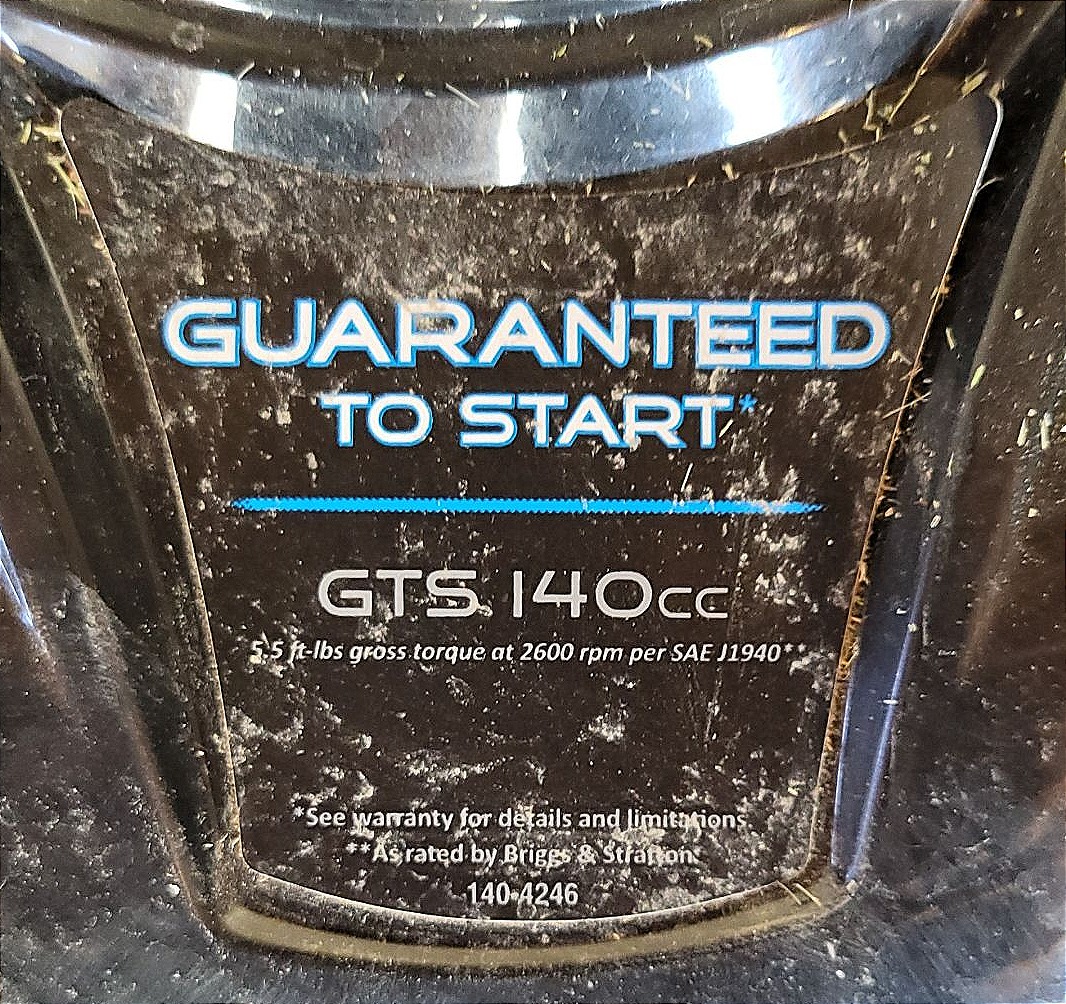 GUARANTEED
TO START*
GTS 140cc
5.5 ft-lbs gross torque at 2600 rpm per SAE J1940**
*See warranty for details and limitations
**As rated by Briggs & Stratton
140-4246